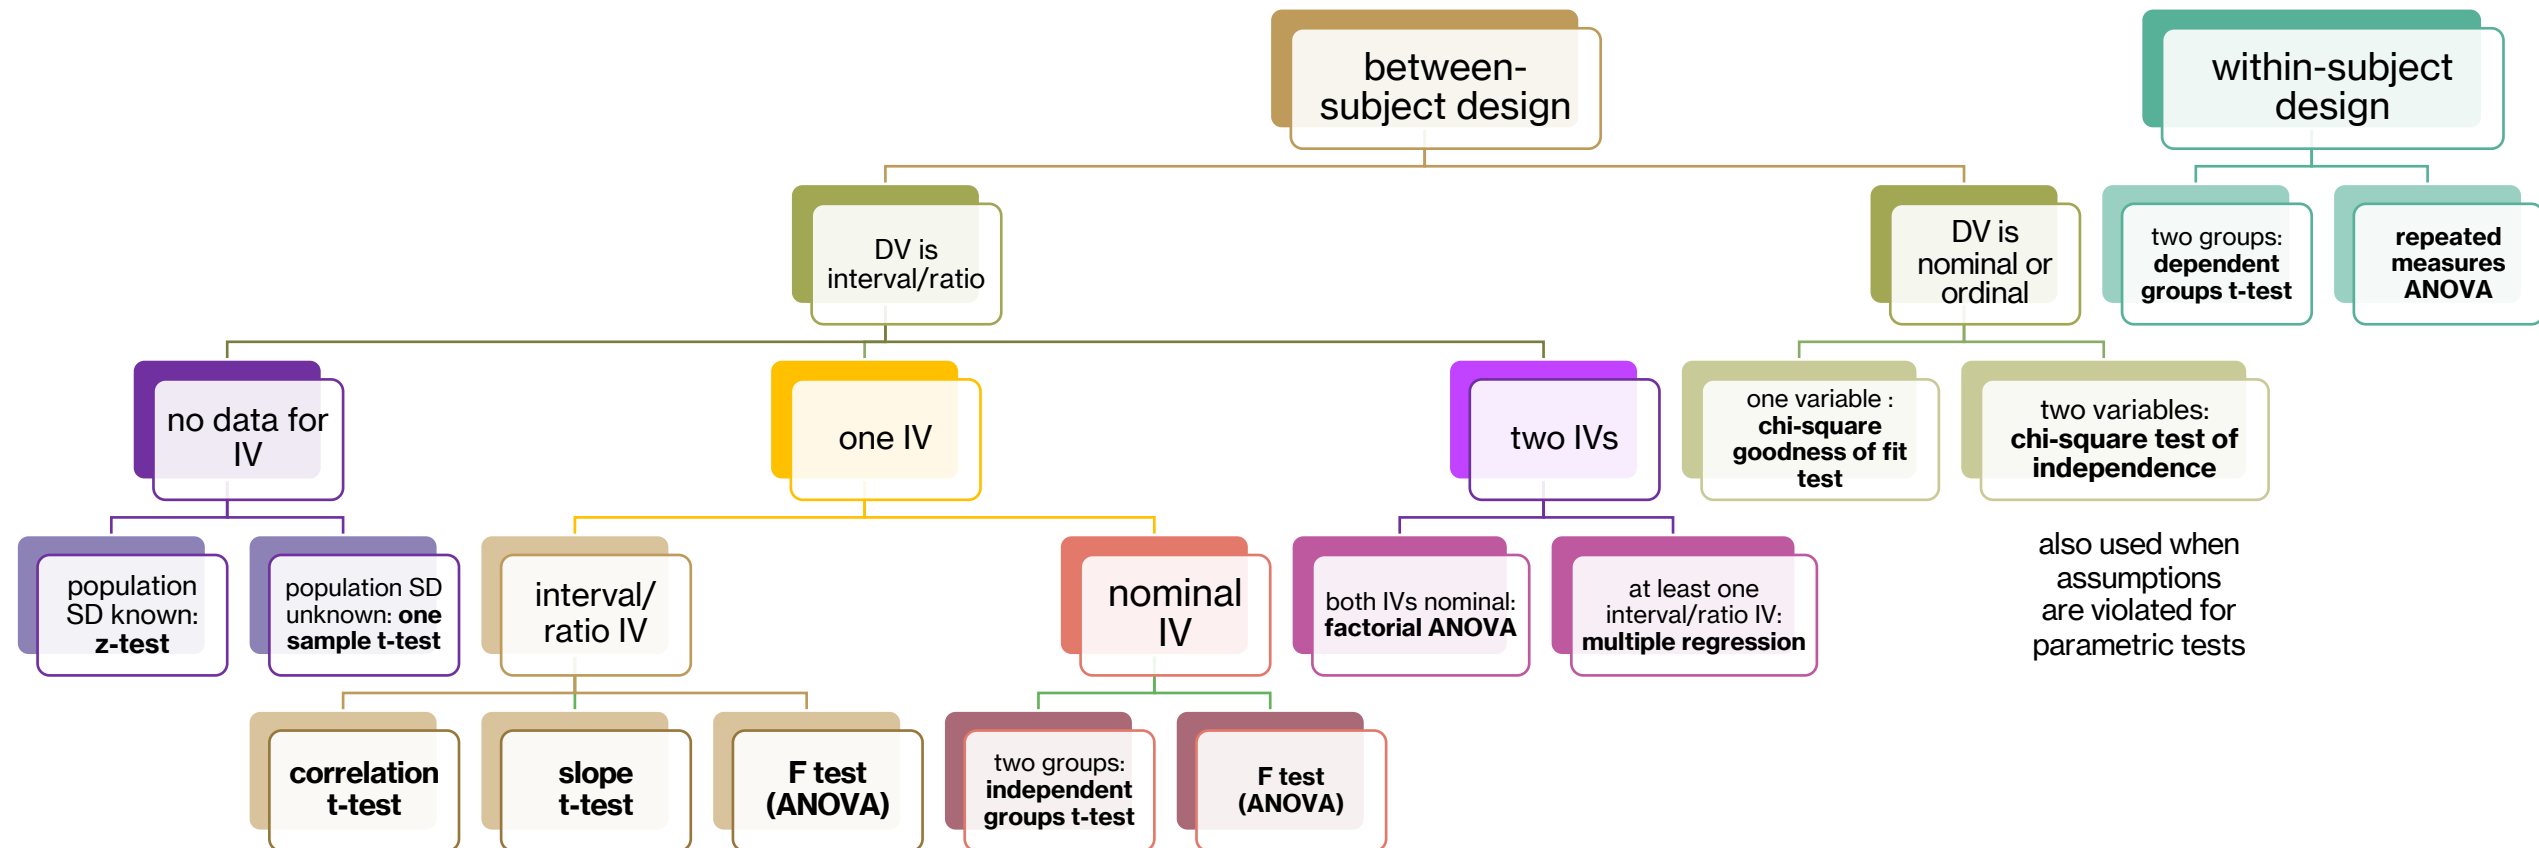 between-
subject design
within-subject
design
DV is
interval/ratio
DV is
nominal or
ordinal
two groups:
dependent
groups t-test
repeated
measures
ANOVA
no data for
IV
one IV
two IVs
one variable :
chi-square
goodness of fit
test
two variables:
chi-square test of
independence
population
SD known:
z-test
population SD
unknown: one
sample t-test
interval/
ratio IV
nominal
IV
both IVs nominal:
factorial ANOVA
at least one
interval/ratio IV:
multiple regression
also used when
assumptions
are violated for
parametric tests
correlation
t-test
slope
t-test
F test
(ANOVA)
two groups:
independent
groups t-test
F test
(ANOVA)